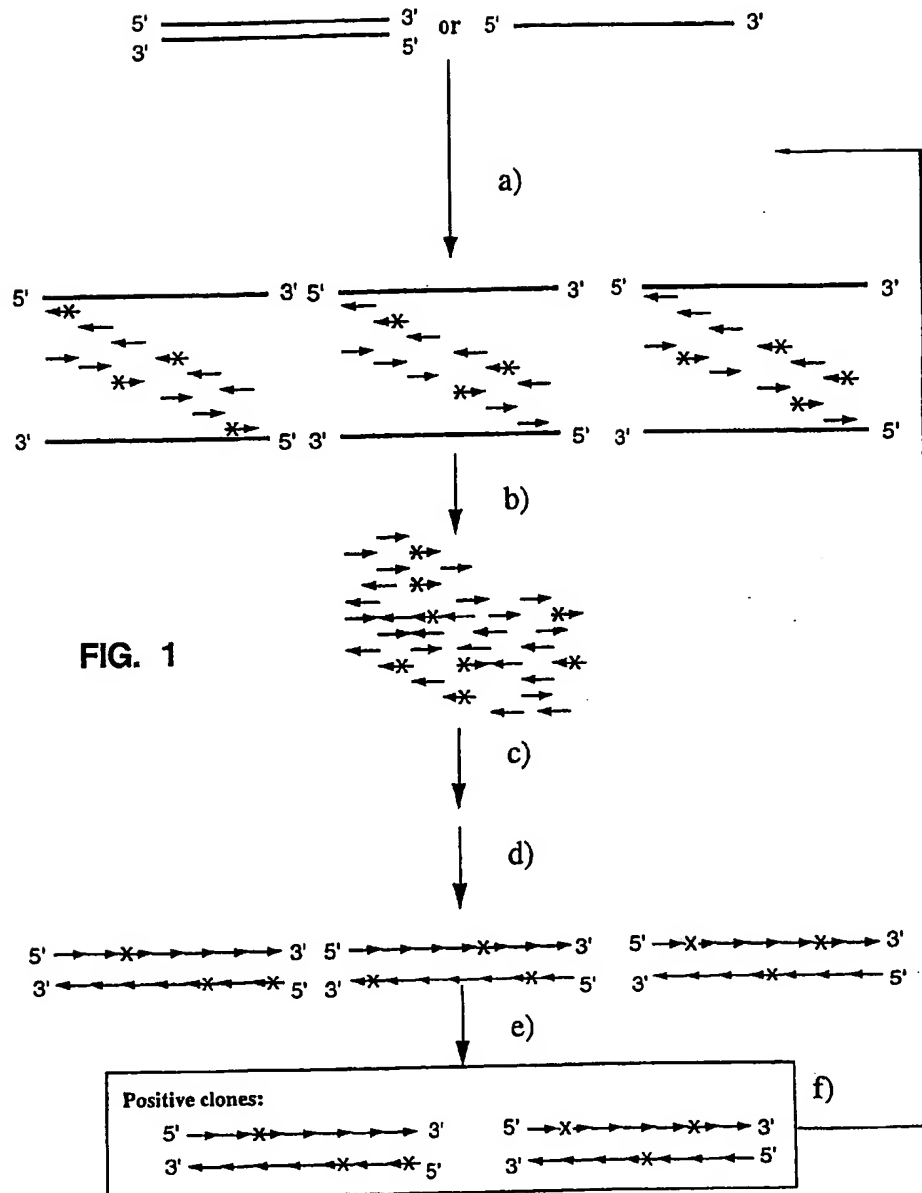 5' 3' or 5' 3'
3' 5'
a)
5' 3' 5' 3' 5' 3'
3' 5' 3' 5' 3' 5'
b)
FIG. 1
c)
d)
5' 3' 5' 3' 5' 3'
3' 5' 3' 5' 3' 5'
e)
f)
Positive clones:
5' 3' 5' 3'
3' 5' 3' 5'